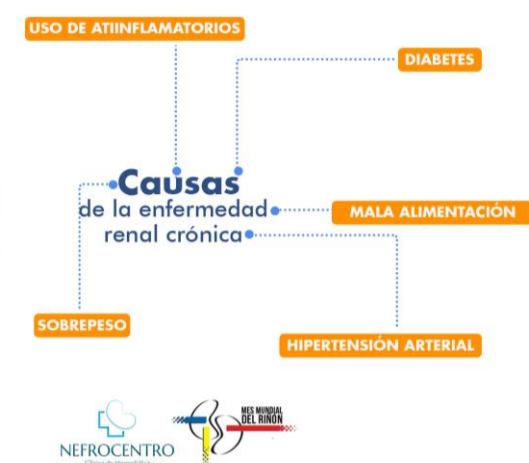 USO DE ATIINFLAMATORIOS
DIABETES
Causas
de la enfermedad
renal crónica
MALA ALIMENTACIÓN
SOBREPESO
HIPERTENSIÓN ARTERIAL
MES MUNDIAL
DEL RIÑÓN
NEFROCENTRO